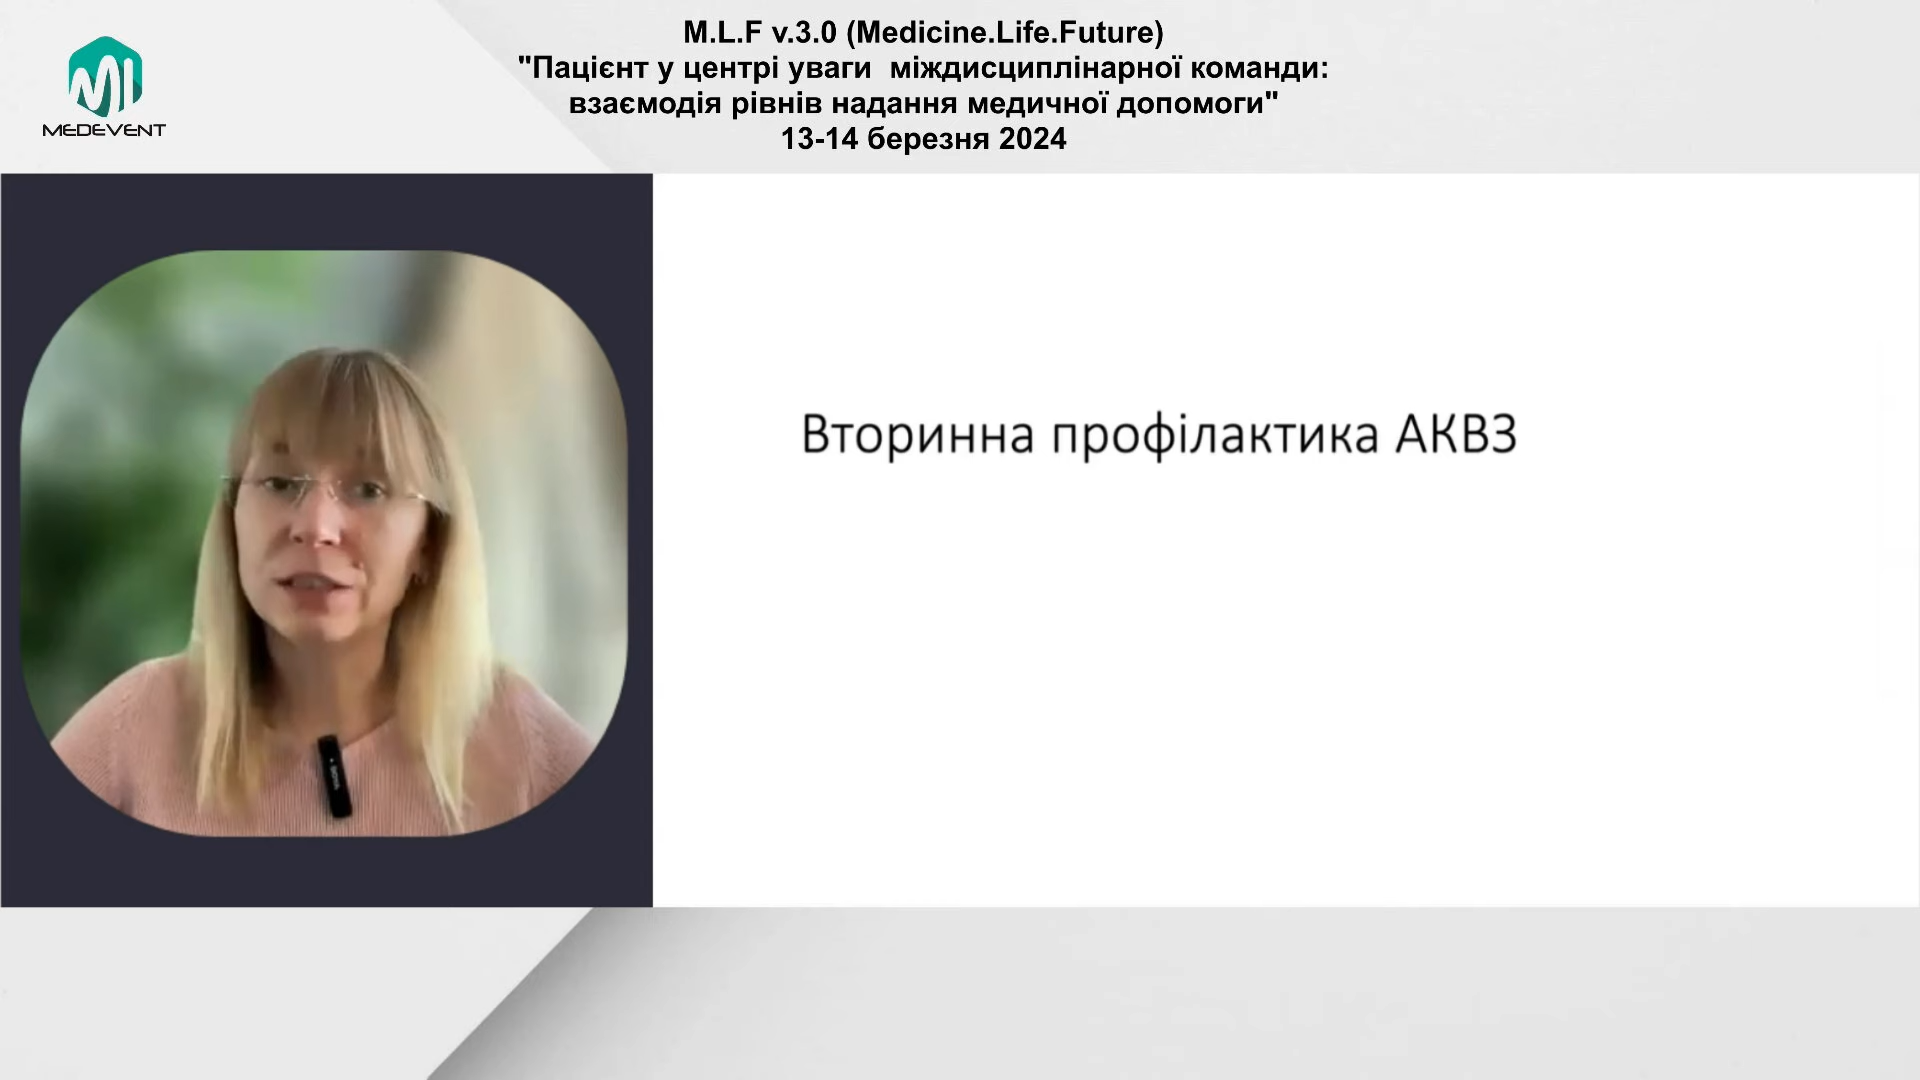 M.L.F v.3.0 (Medicine.Life.Future)
"Пацієнт у центрі уваги міждисциплінарної команди:
взаємодія рівнів надання медичної допомоги"
13-14 березня 2024
MEDEVENT
Вторинна профілактика АКВЗ